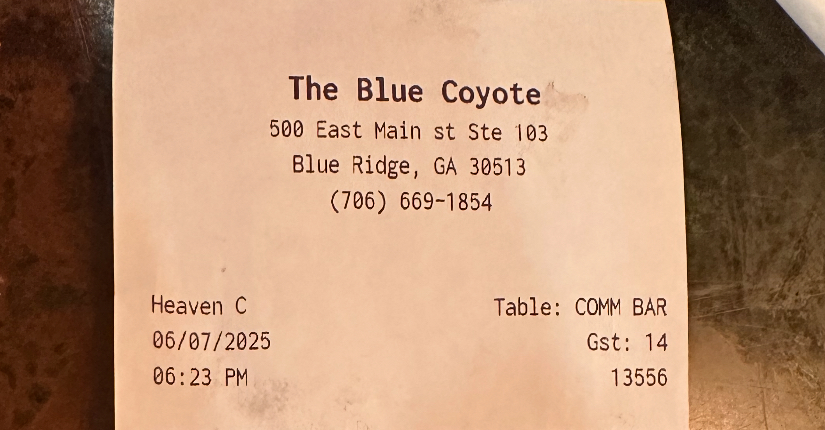 The Blue Coyote
500 East Main st Ste 103
Blue Ridge, GA 30513
(706) 669-1854
Heaven C Table: COMM BAR
06/07/2025 Gst: 14
06:23 PM 13556